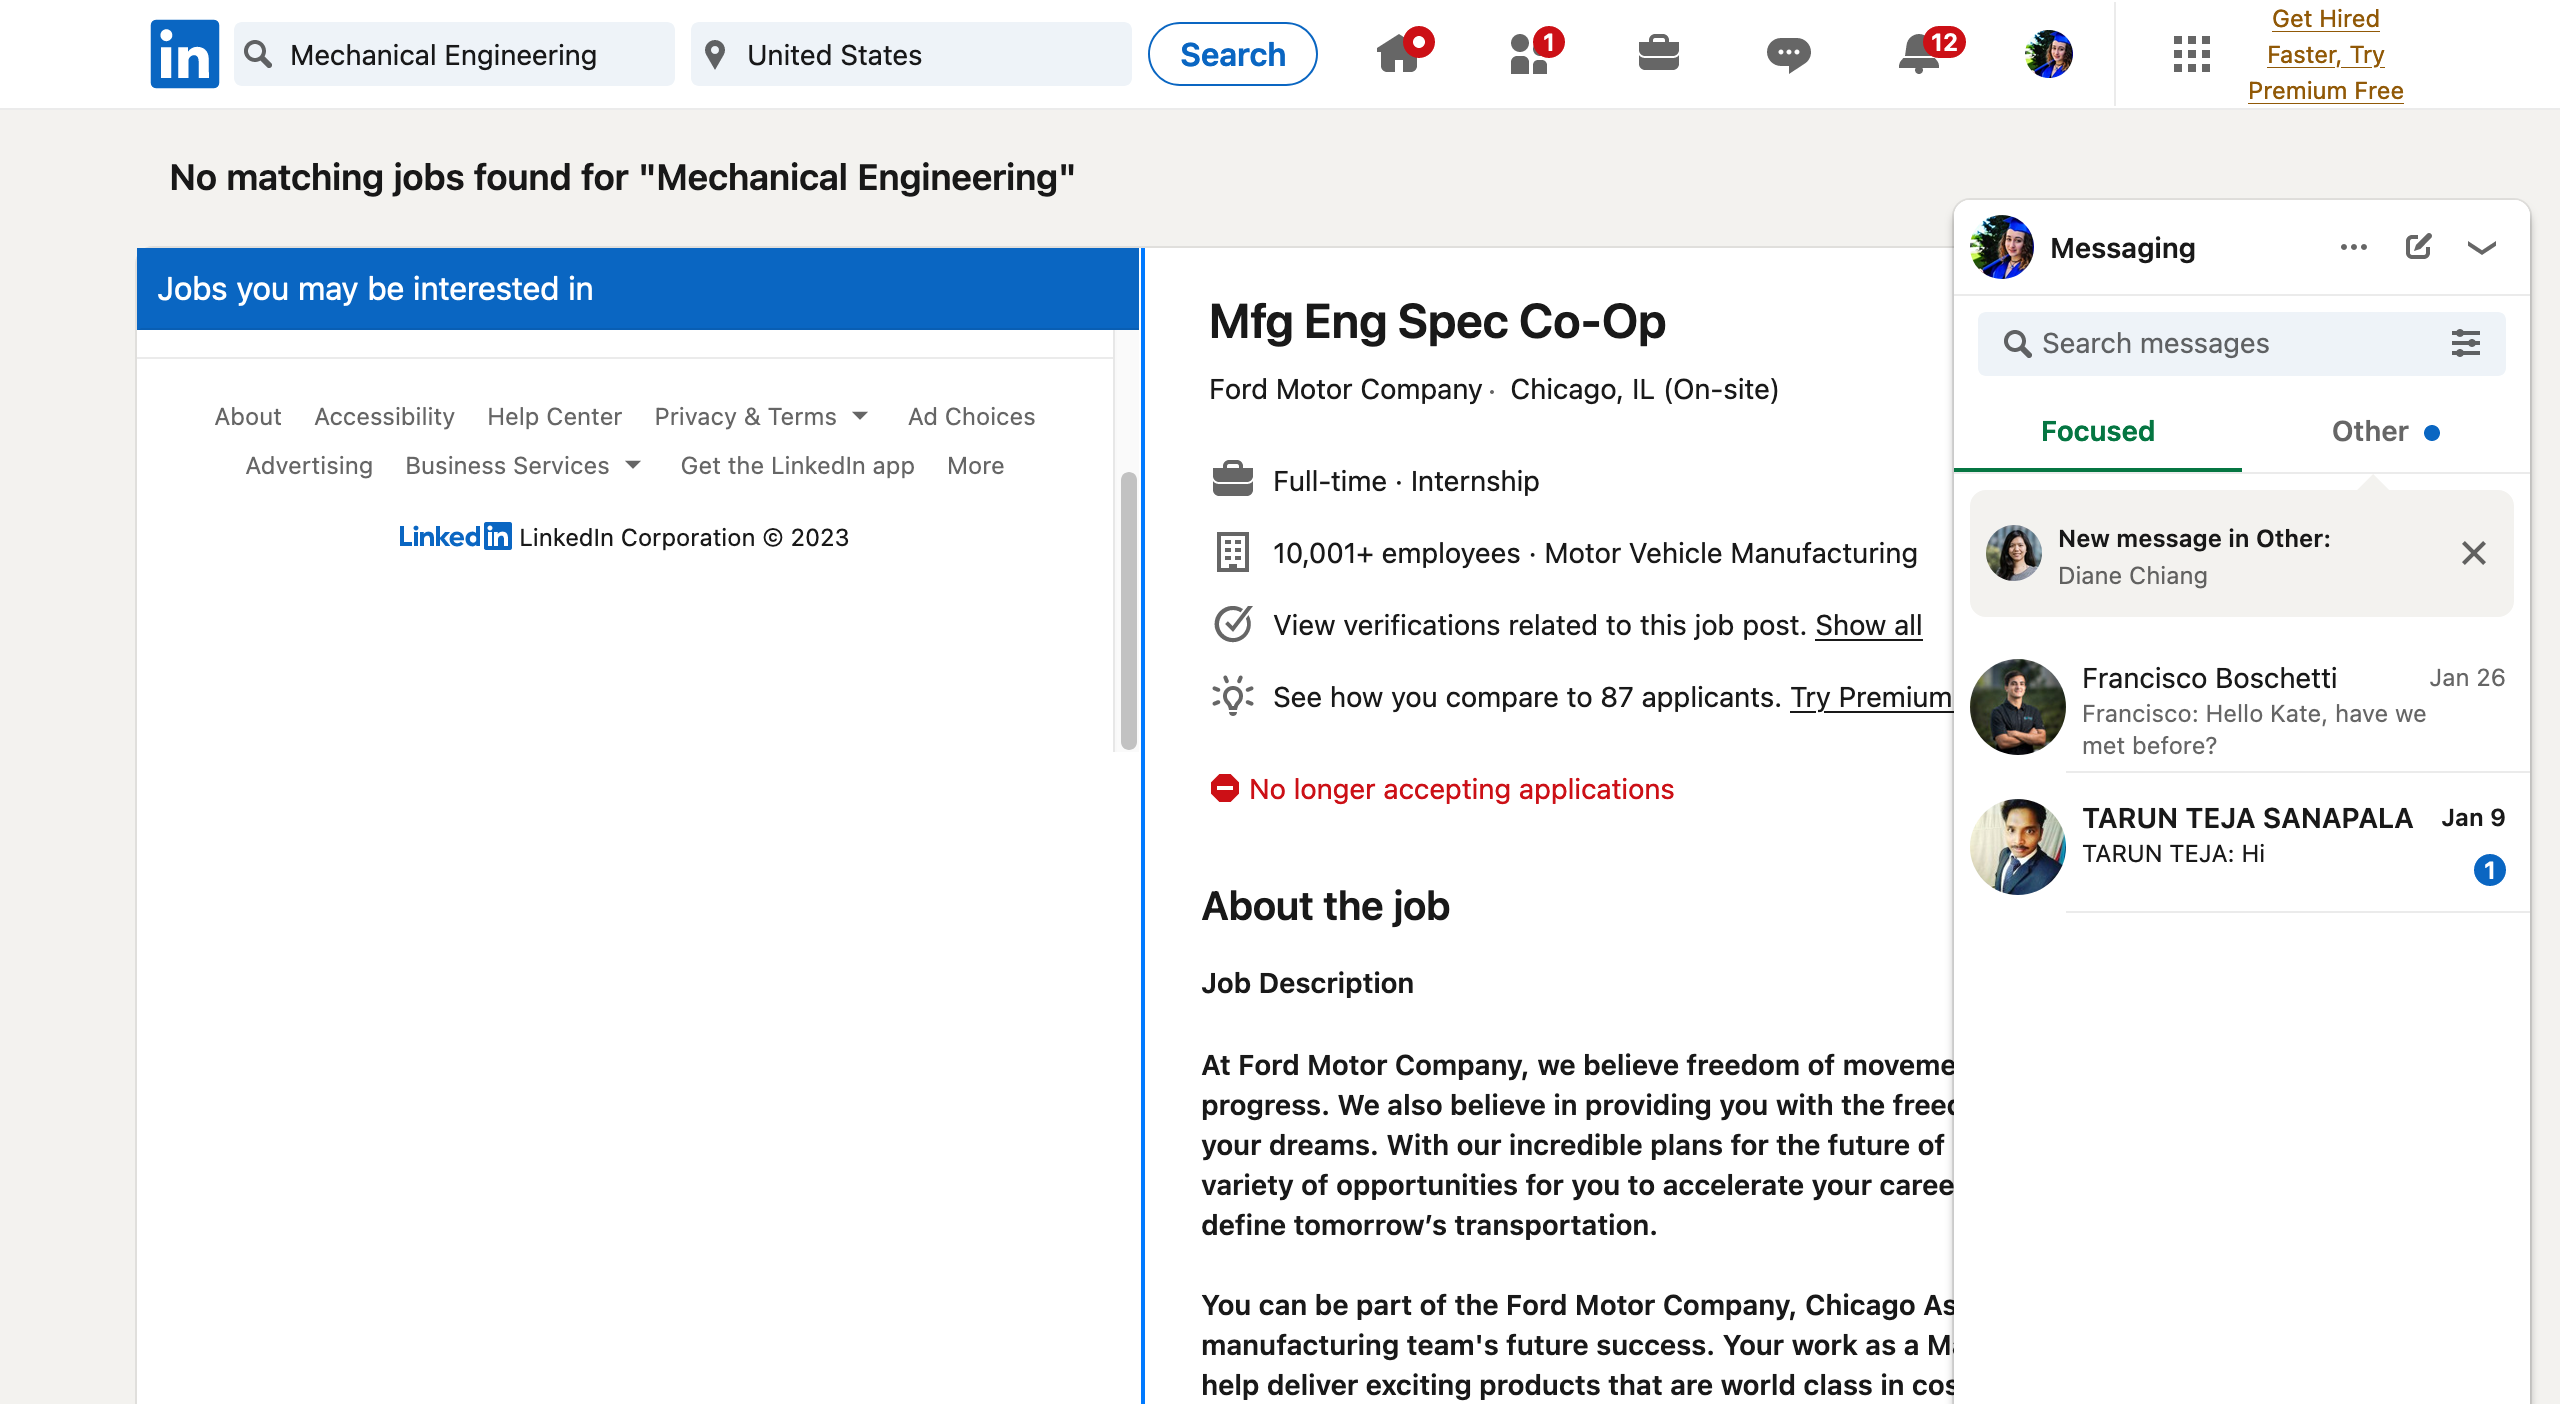 in
Mechanical Engineering
United States
Search
1
12
Get Hired
Faster, Try
Premium Free
No matching jobs found for "Mechanical Engineering"
Jobs you may be interested in
About Accessibility Help Center Privacy & Terms Ad Choices
Advertising Business Services Get the LinkedIn app More
LinkedIn LinkedIn Corporation © 2023
Mfg Eng Spec Co-Op
Ford Motor Company · Chicago, IL (On-site)
Full-time · Internship
10,001+ employees · Motor Vehicle Manufacturing
View verifications related to this job post. Show all
See how you compare to 87 applicants. Try Premium
No longer accepting applications
About the job
Job Description
At Ford Motor Company, we believe freedom of moveme
progress. We also believe in providing you with the freed
your dreams. With our incredible plans for the future of
variety of opportunities for you to accelerate your caree
define tomorrow’s transportation.
You can be part of the Ford Motor Company, Chicago As
manufacturing team's future success. Your work as a Ma
help deliver exciting products that are world class in cos
Messaging
Search messages
Focused Other
New message in Other:
Diane Chiang
Francisco Boschetti Jan 26
Francisco: Hello Kate, have we
met before?
TARUN TEJA SANAPALA Jan 9
TARUN TEJA: Hi
1